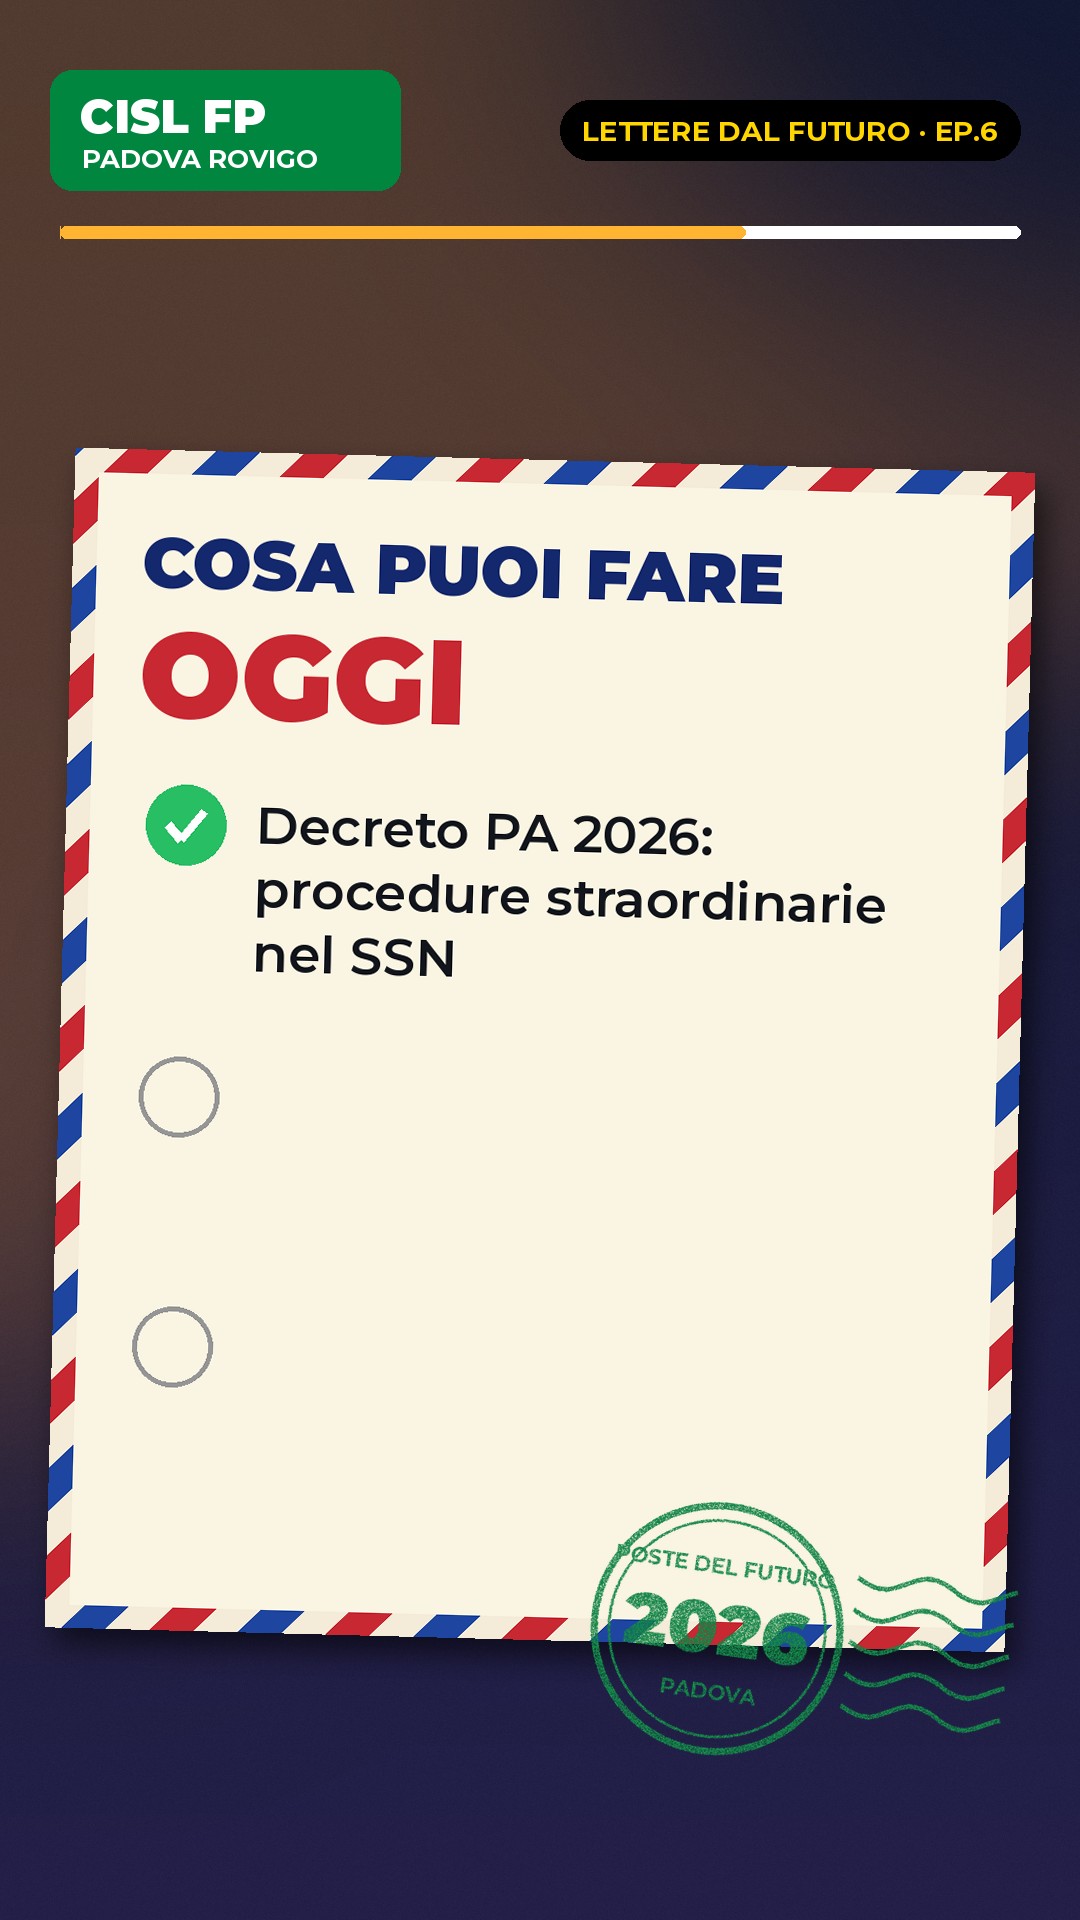 CISL FP
PADOVA ROVIGO
LETTERE DAL FUTURO · EP.6
COSA PUOI FARE
OGGI
Decreto PA 2026:
procedure straordinarie
nel SSN
POSTE DEL FUTURO
2026
PADOVA